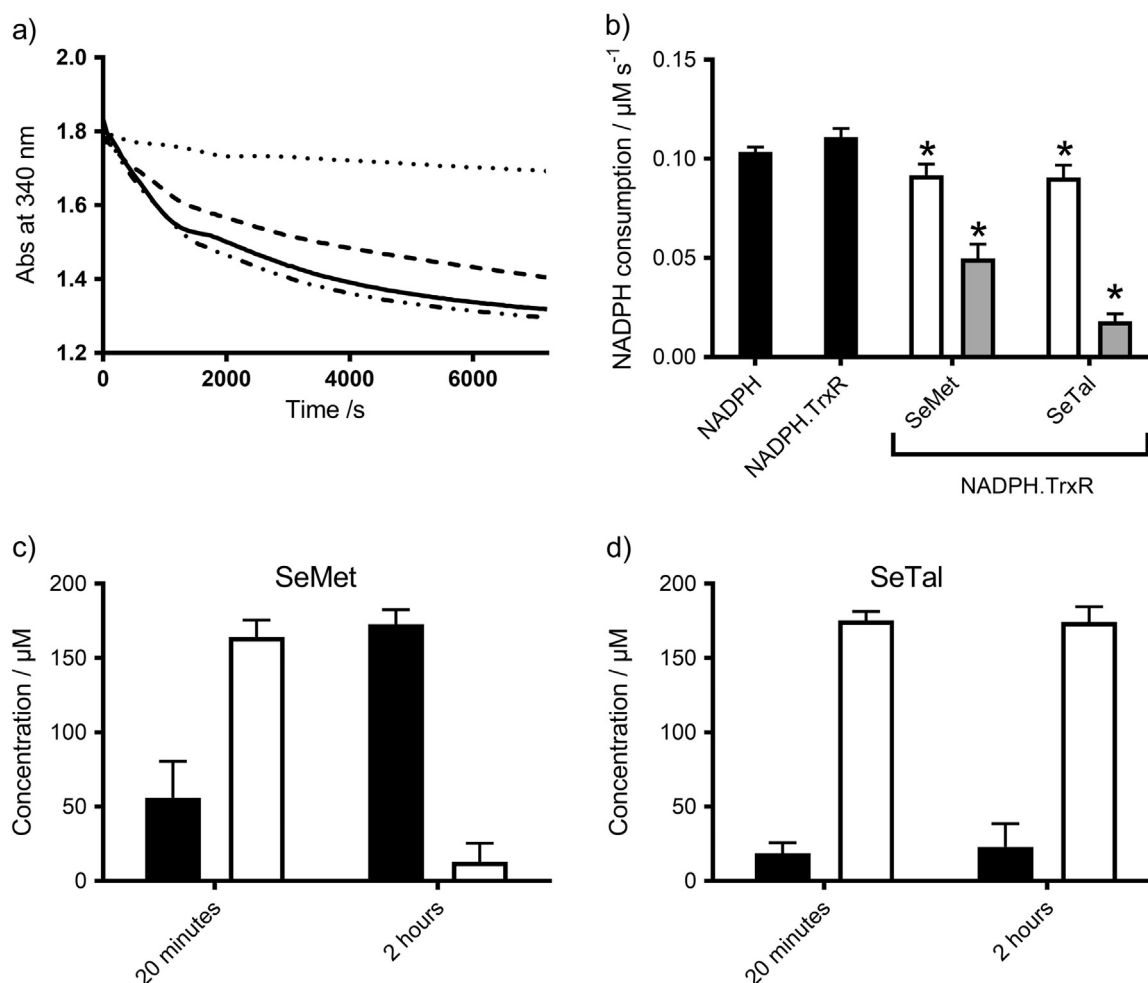 a)
2.0
1.8
1.6
1.4
1.2
Abs at 340 nm
0
2000
4000
6000
Time /s
b)
0.15
0.10
0.05
0.00
NADPH consumption / µM s⁻¹
*
*
*
*
NADPH
NADPH.TrxR
SeMet
SeTal
NADPH.TrxR
c)
SeMet
200
150
100
50
0
Concentration / µM
20 minutes
2 hours
d)
SeTal
200
150
100
50
0
Concentration / µM
20 minutes
2 hours